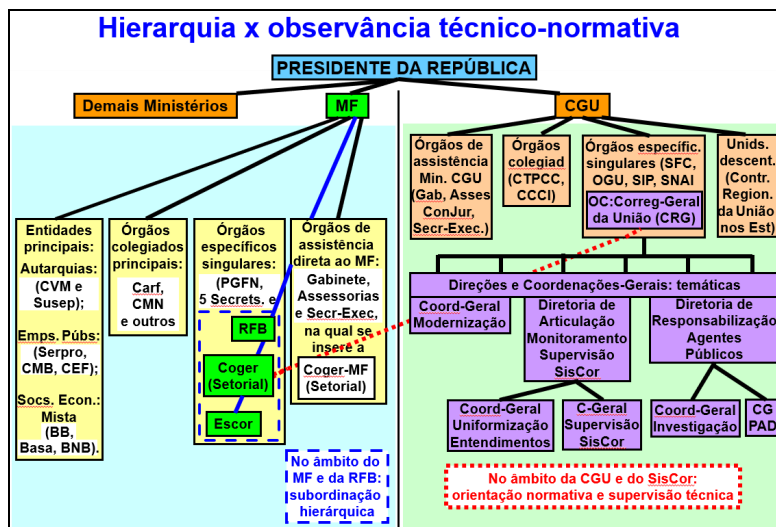 Hierarquia x observância técnico-normativa
PRESIDENTE DA REPÚBLICA
Demais Ministérios
MF
CGU
Entidades
principais:
Autarquias:
(CVM e
Susep);
Emps. Púbs:
(Serpro,
CMB, CEF);
Socs. Econ.:
Mista
(BB,
Basa, BNB).
Órgãos
colegiados
principais:
Carf,
CMN
e outros
Órgãos
específicos
singulares:
(PGFN,
5 Secrets. e
RFB
Coger
(Setorial)
Escor
Órgãos de
assistência
direta ao MF:
Gabinete,
Assessorias
e Secr-Exec,
na qual se
insere a
Coger-MF
(Setorial)
No âmbito do
MF e da RFB:
subordinação
hierárquica
Órgãos de
assistência
Min. CGU
(Gab, Asses
ConJur,
Secr-Exec.)
Órgãos
colegiad
(CTPCC,
CCCI)
Órgãos específic.
singulares (SFC,
OGU, SIP, SNAI
OC:Correg-Geral
da União (CRG)
Unids.
descent.
(Contr.
Region.
da União
nos Est)
Direções e Coordenações-Gerais: temáticas
Coord-Geral
Modernização
Diretoria de
Articulação
Monitoramento
Supervisão
SisCor
Diretoria de
Responsabilização
Agentes
Públicos
Coord-Geral
Uniformização
Entendimentos
C-Geral
Supervisão
SisCor
Coord-Geral
Investigação
CG
PAD
No âmbito da CGU e do SisCor:
orientação normativa e supervisão técnica